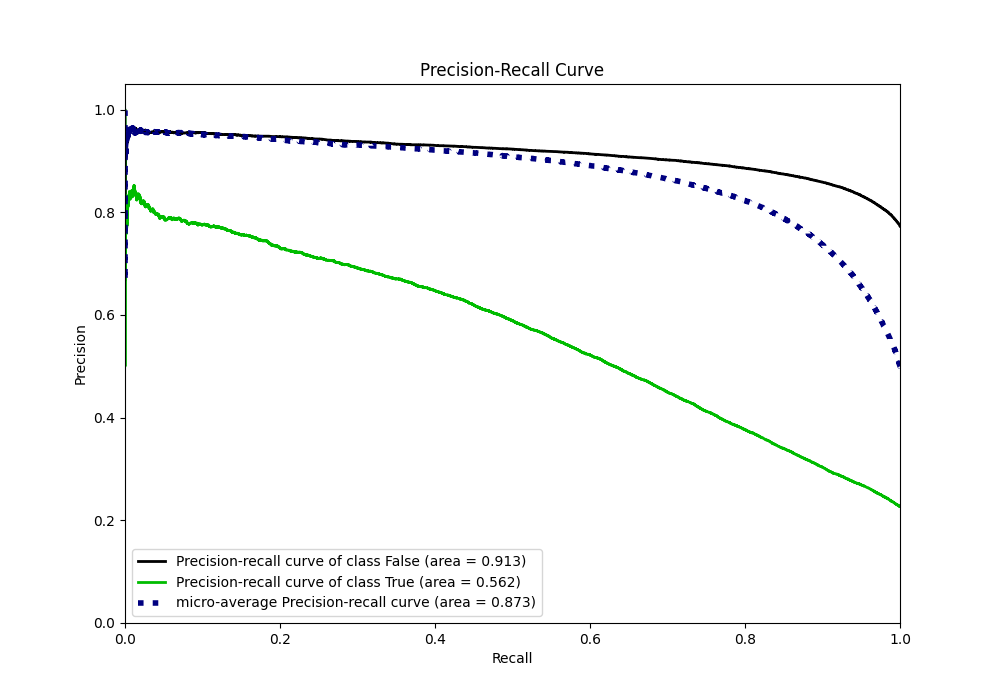 Precision-Recall Curve
1.0
0.8
0.6
0.4
0.2
0.0
Precision
Precision-recall curve of class False (area = 0.913)
Precision-recall curve of class True (area = 0.562)
micro-average Precision-recall curve (area = 0.873)
0.0 0.2 0.4 0.6 0.8 1.0
Recall